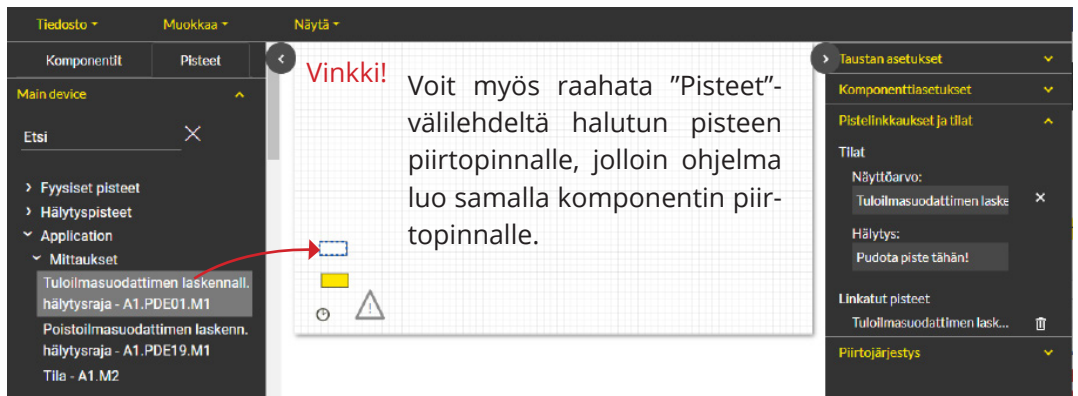 Tiedosto Muokkaa Näytä
Komponentit Pisteet
Main device
Etsi
Fyysiset pisteet
Hälytyspisteet
Application
Mittaukset
Tuloilmasuodattimen laskennall.
hälytysraja - A1.PDE01.M1
Poistoilmasuodattimen laskenn.
hälytysraja - A1.PDE19.M1
Tila - A1.M2
Vinkki!
Voit myös raahata ”Pisteet”-
välilehdeltä halutun pisteen
piirtopinnalle, jolloin ohjelma
luo samalla komponentin piir-
topinnalle.
Taustan asetukset
Komponenttiasetukset
Pistelinkkaukset ja tilat
Tilat
Näyttöarvo:
Tuloilmasuodattimen laske
Hälytys:
Pudota piste tähän!
Linkatut pisteet
Tuloilmasuodattimen lask...
Piirtojärjestys